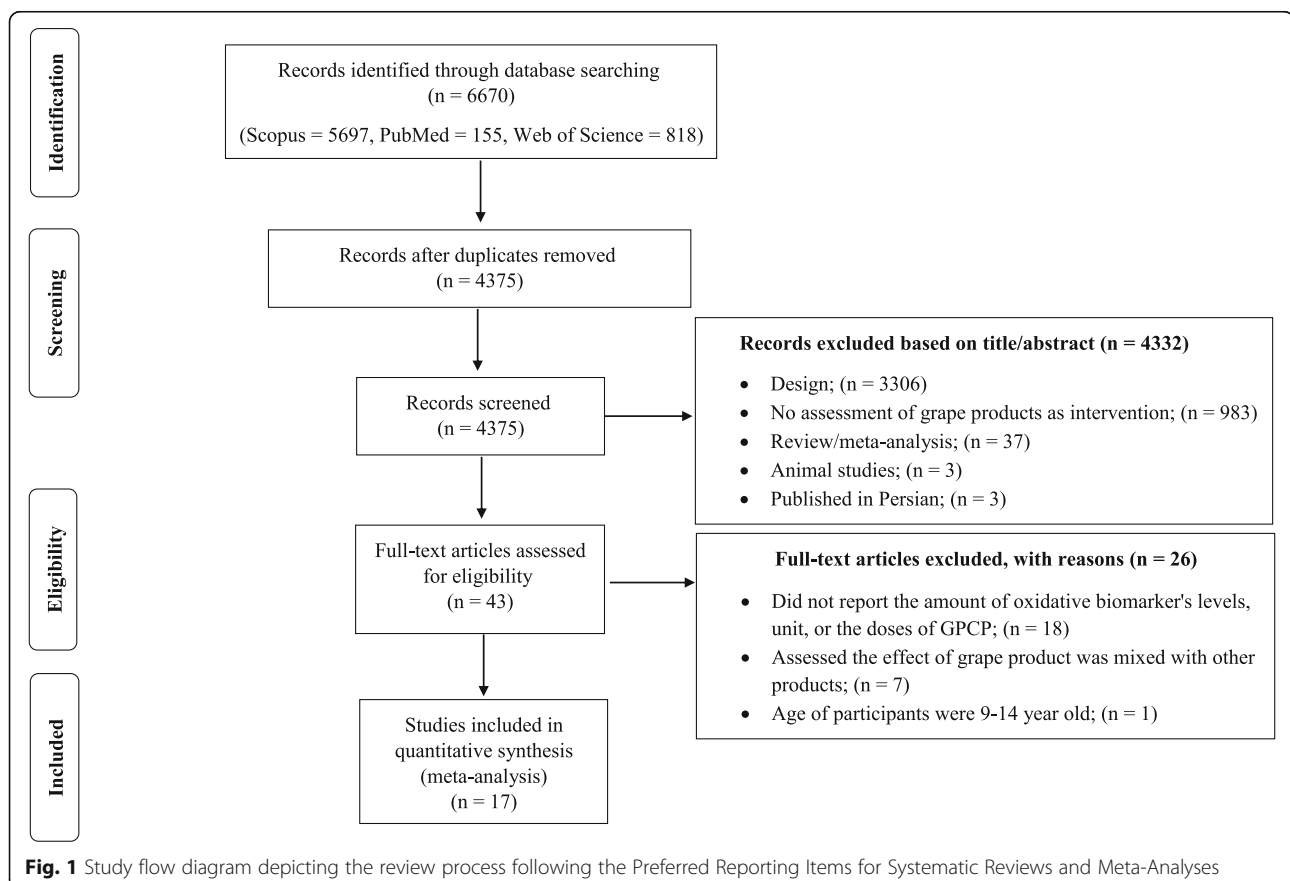 Identification
Records identified through database searching
(n = 6670)
(Scopus = 5697, PubMed = 155, Web of Science = 818)
Screening
Records after duplicates removed
(n = 4375)
Records screened
(n = 4375)
Records excluded based on title/abstract (n = 4332)
• Design; (n = 3306)
• No assessment of grape products as intervention; (n = 983)
• Review/meta-analysis; (n = 37)
• Animal studies; (n = 3)
• Published in Persian; (n = 3)
Eligibility
Full-text articles assessed
for eligibility
(n = 43)
Full-text articles excluded, with reasons (n = 26)
• Did not report the amount of oxidative biomarker's levels,
unit, or the doses of GPCP; (n = 18)
• Assessed the effect of grape product was mixed with other
products; (n = 7)
• Age of participants were 9-14 year old; (n = 1)
Included
Studies included in
quantitative synthesis
(meta-analysis)
(n = 17)
Fig. 1 Study flow diagram depicting the review process following the Preferred Reporting Items for Systematic Reviews and Meta-Analyses